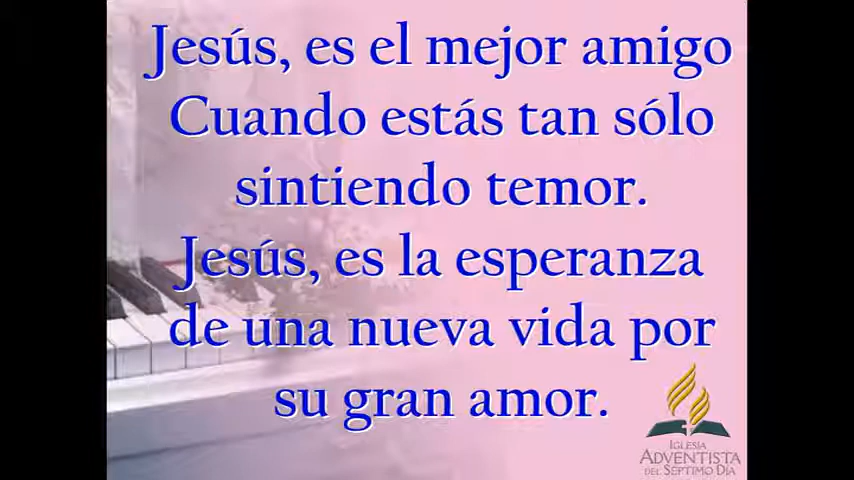 Jesús, es el mejor amigo
Cuando estás tan sólo
sintiendo temor.
Jesús, es la esperanza
de una nueva vida por
su gran amor.
IGLESIA
ADVENTISTA
DEL SÉPTIMO DÍA